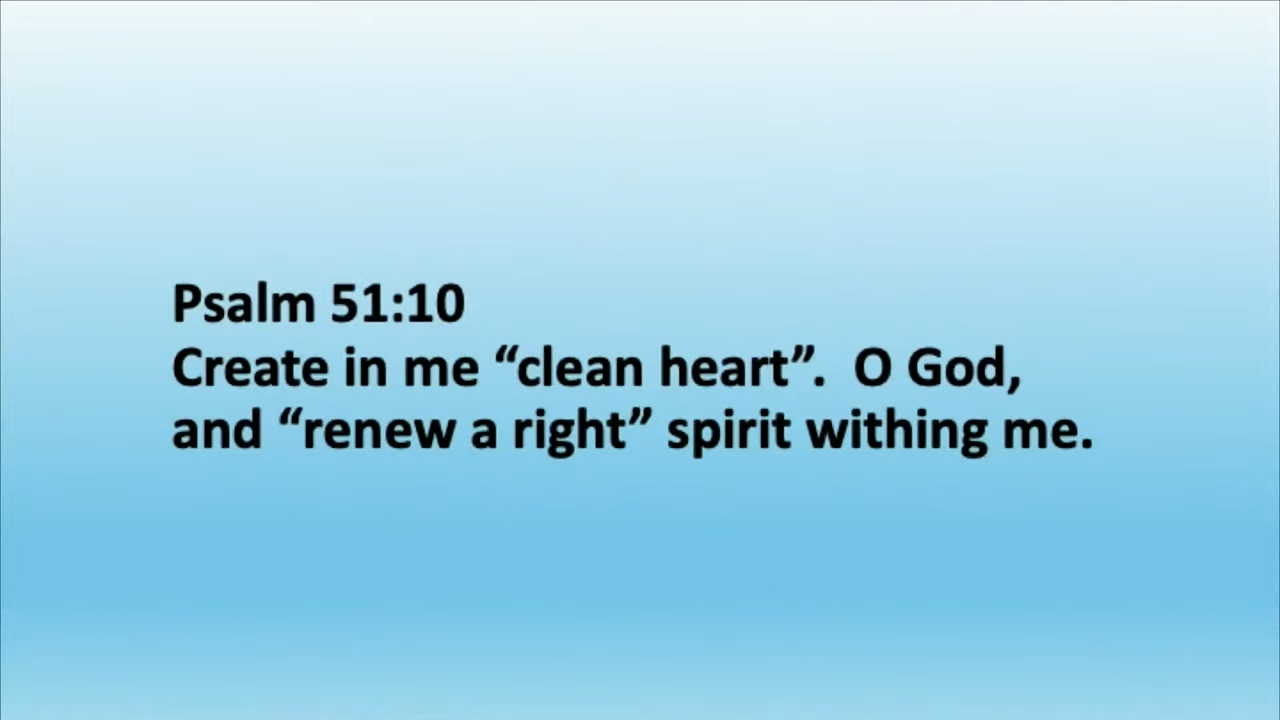 Psalm 51:10
Create in me “clean heart”.  O God,
and “renew a right” spirit withing me.